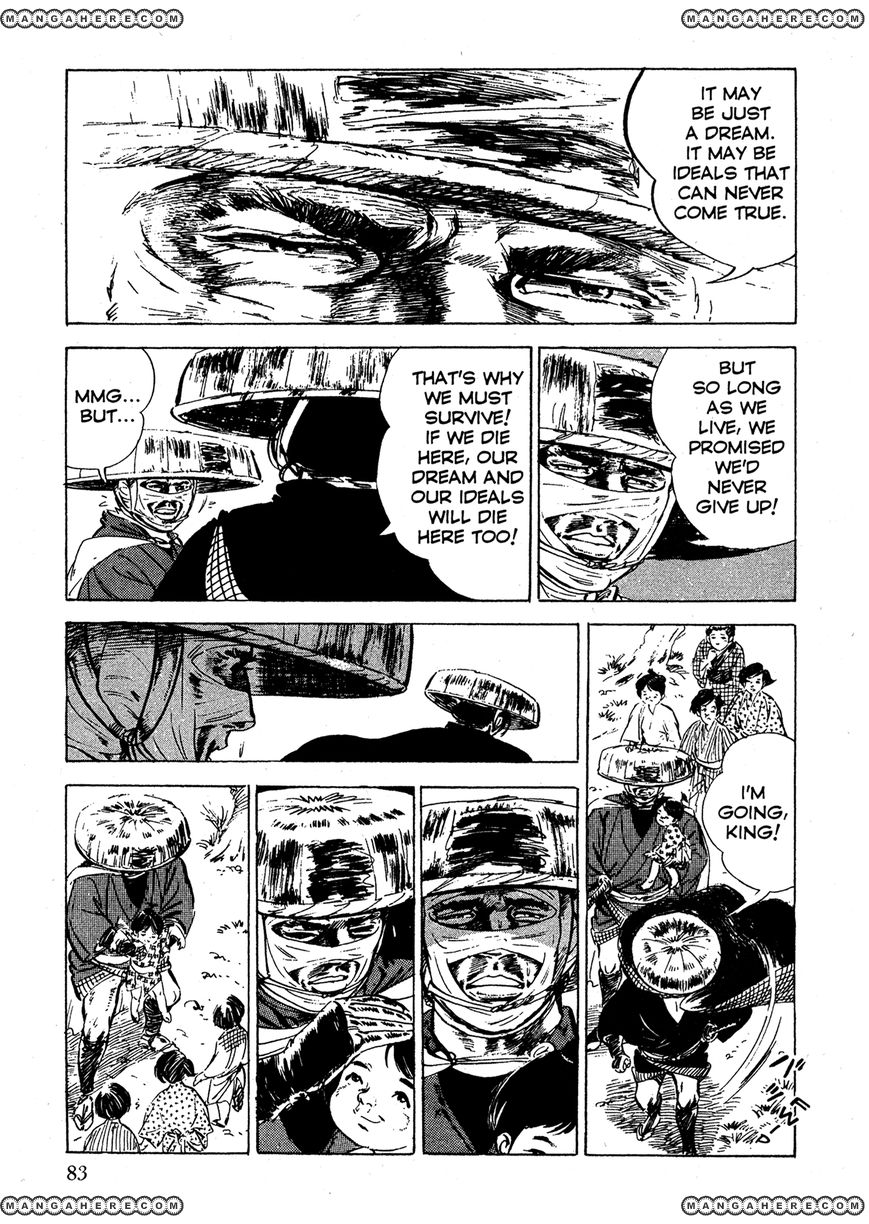 MANGAHERE.COM
MANGAHERE.COM
IT MAY
BE JUST
A DREAM.
IT MAY BE
IDEALS THAT
CAN NEVER
COME TRUE.
BUT
SO LONG
AS WE
LIVE, WE
PROMISED
WE'D
NEVER
GIVE UP!
THAT'S WHY
WE MUST
SURVIVE!
IF WE DIE
HERE, OUR
DREAM AND
OUR IDEALS
WILL DIE
HERE TOO!
MMG...
BUT...
I'M
GOING,
KING!
83
MANGAHERE.COM
MANGAHERE.COM